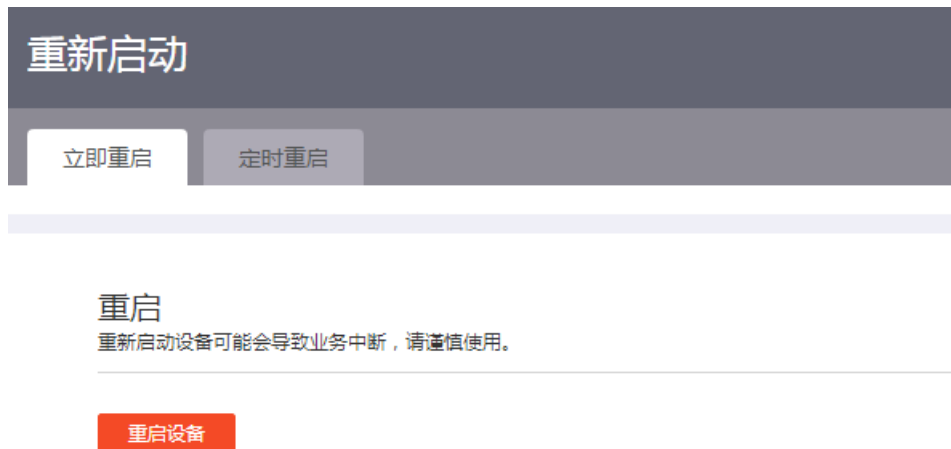 重新启动
立即重启
定时重启
重启
重新启动设备可能会导致业务中断，请谨慎使用。
重启设备